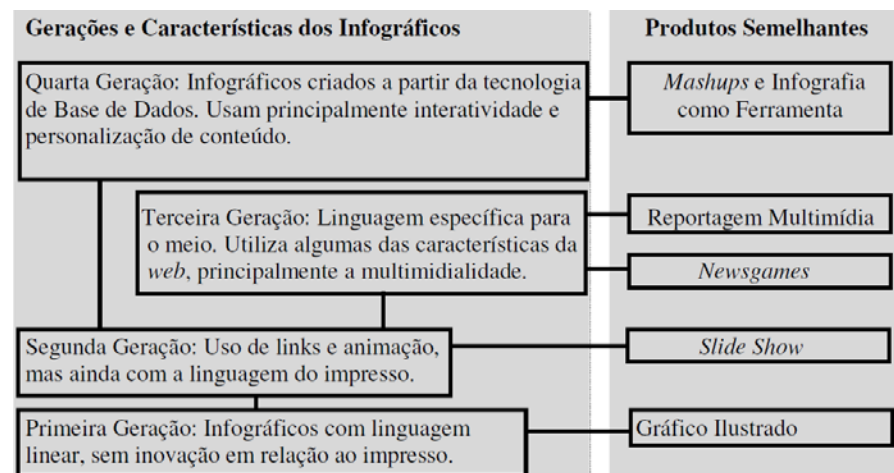 Gerações e Características dos Infográficos
Produtos Semelhantes
Quarta Geração: Infográficos criados a partir da tecnologia
de Base de Dados. Usam principalmente interatividade e
personalização de conteúdo.
Mashups e Infografia
como Ferramenta
Terceira Geração: Linguagem específica para
o meio. Utiliza algumas das características da
web, principalmente a multimidialidade.
Reportagem Multimídia
Newsgames
Segunda Geração: Uso de links e animação,
mas ainda com a linguagem do impresso.
Slide Show
Primeira Geração: Infográficos com linguagem
linear, sem inovação em relação ao impresso.
Gráfico Ilustrado